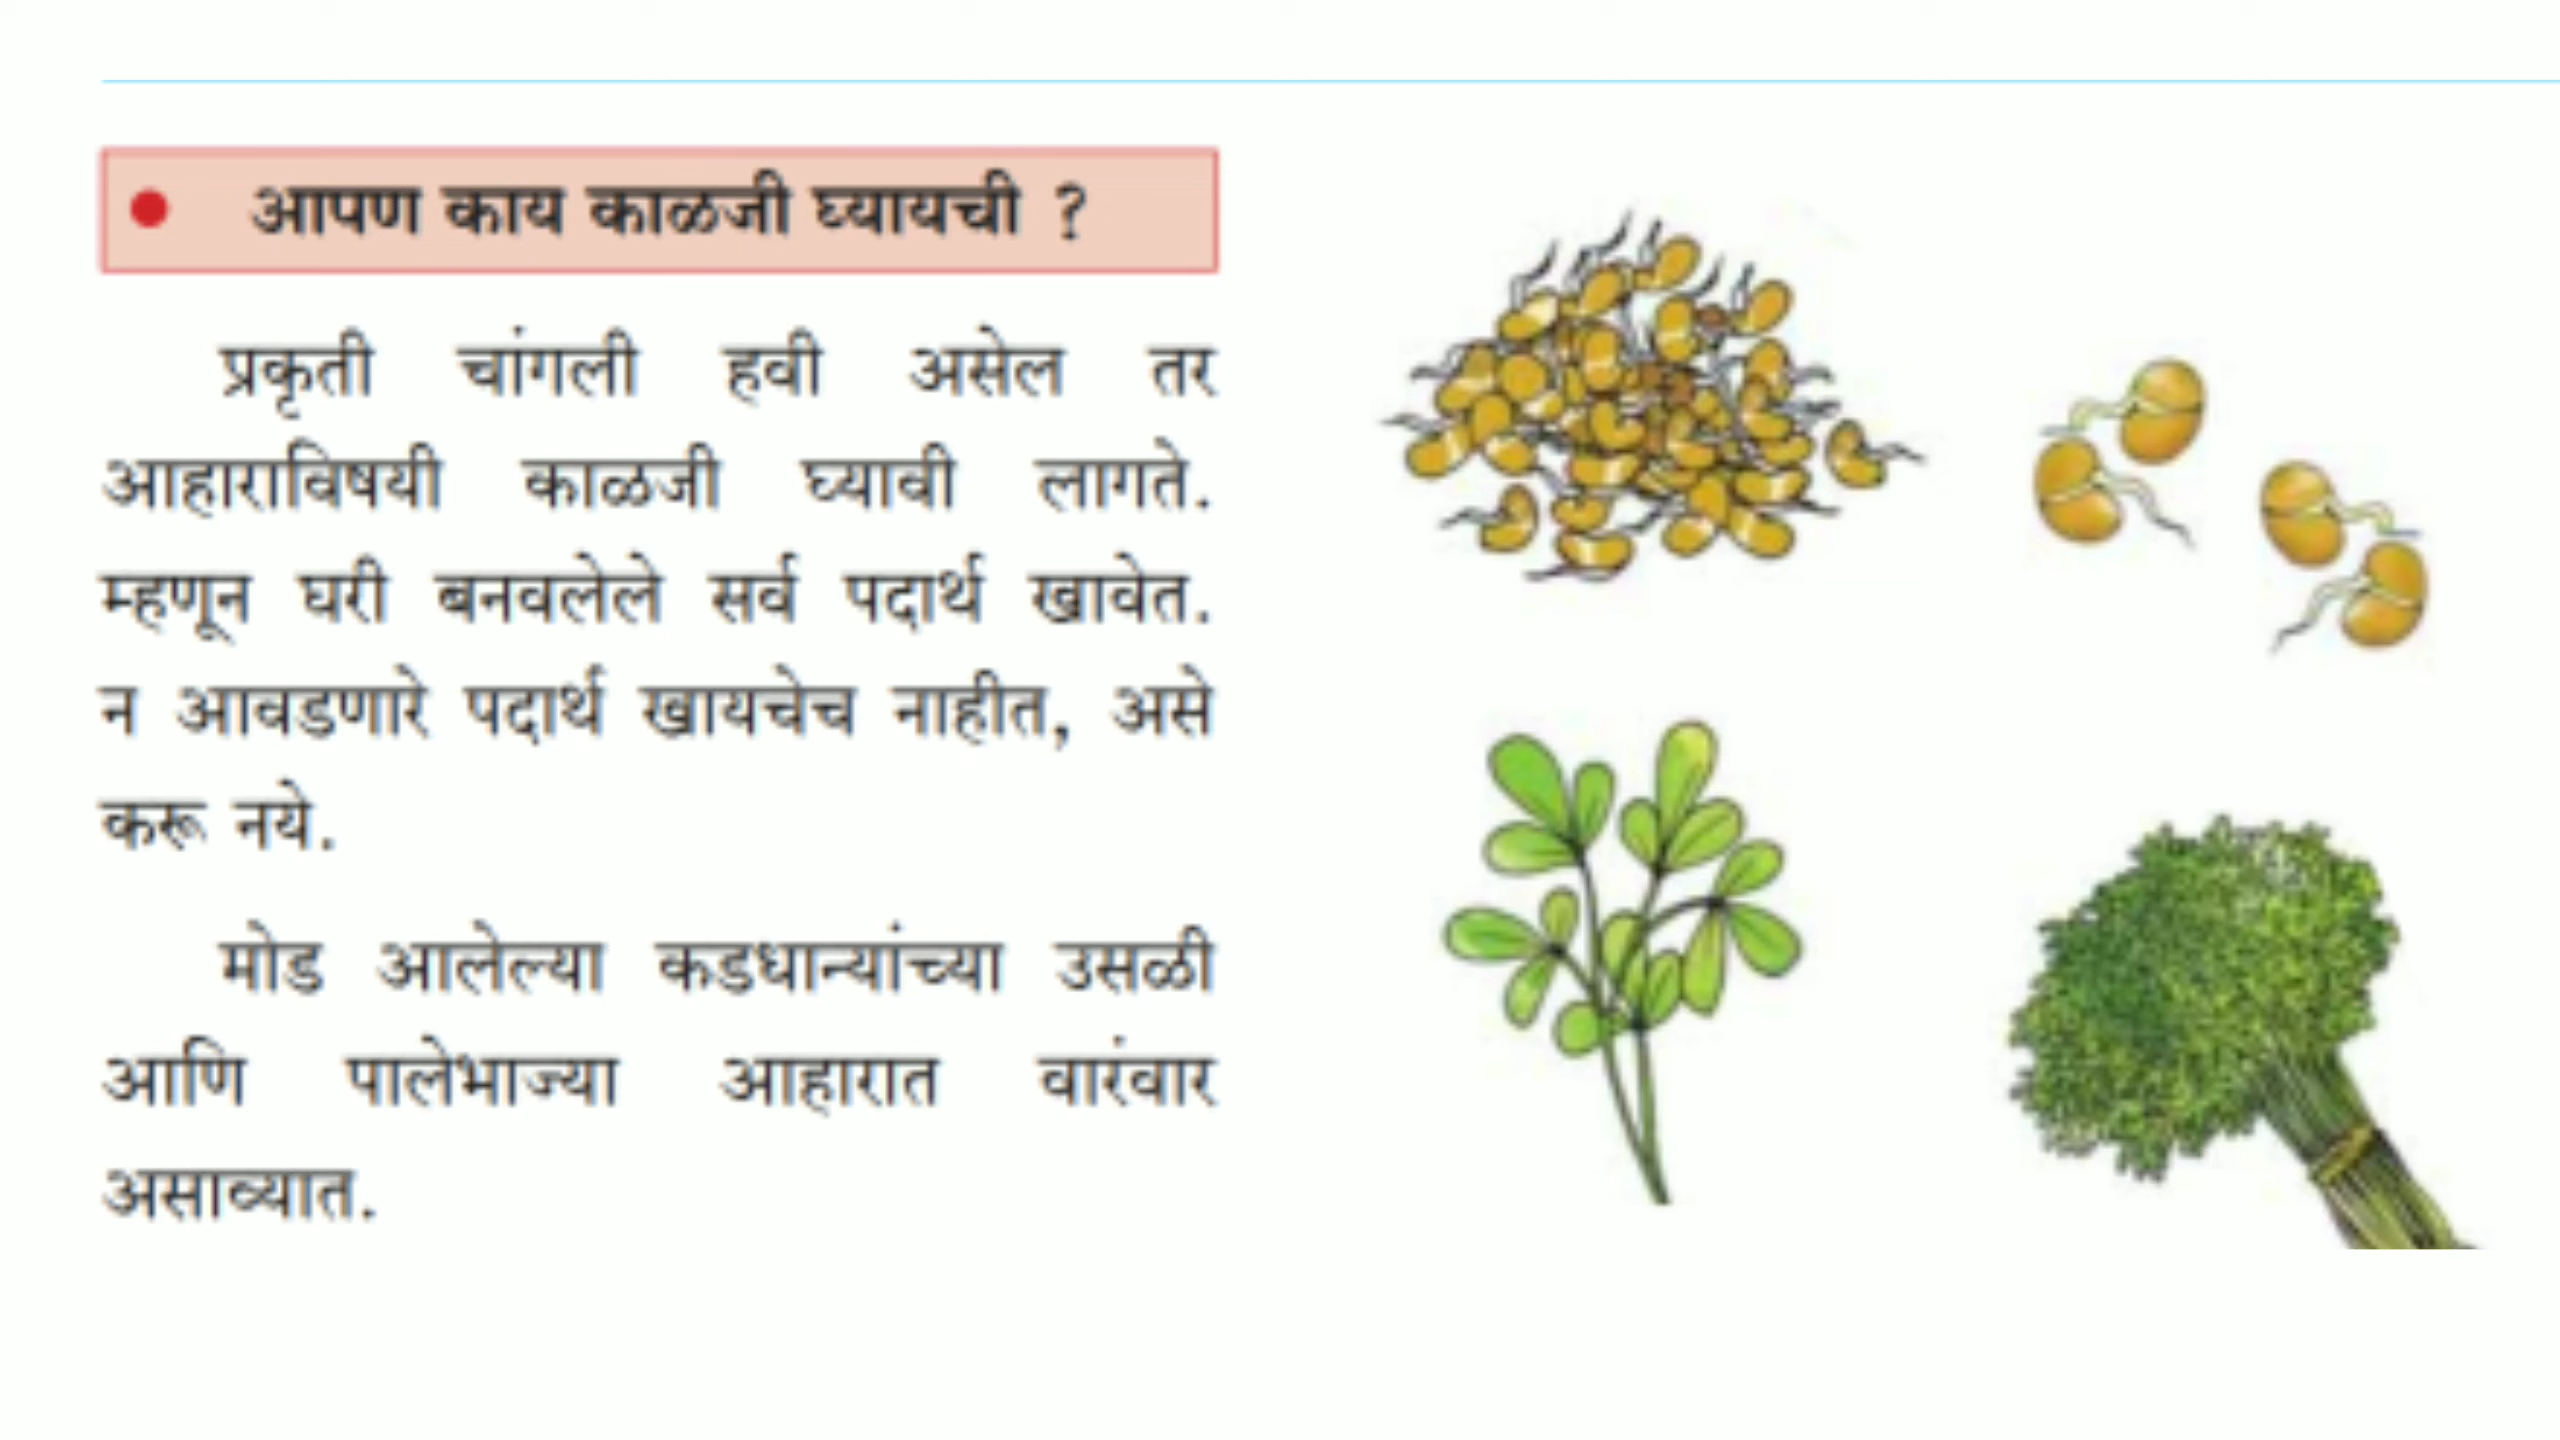 ● आपण काय काळजी घ्यायची ?
प्रकृती चांगली हवी असेल तर
आहाराविषयी काळजी घ्यावी लागते.
म्हणून घरी बनवलेले सर्व पदार्थ खावेत.
न आवडणारे पदार्थ खायचेच नाहीत, असे
करू नये.
मोड आलेल्या कडधान्यांच्या उसळी
आणि पालेभाज्या आहारात वारंवार
असाव्यात.